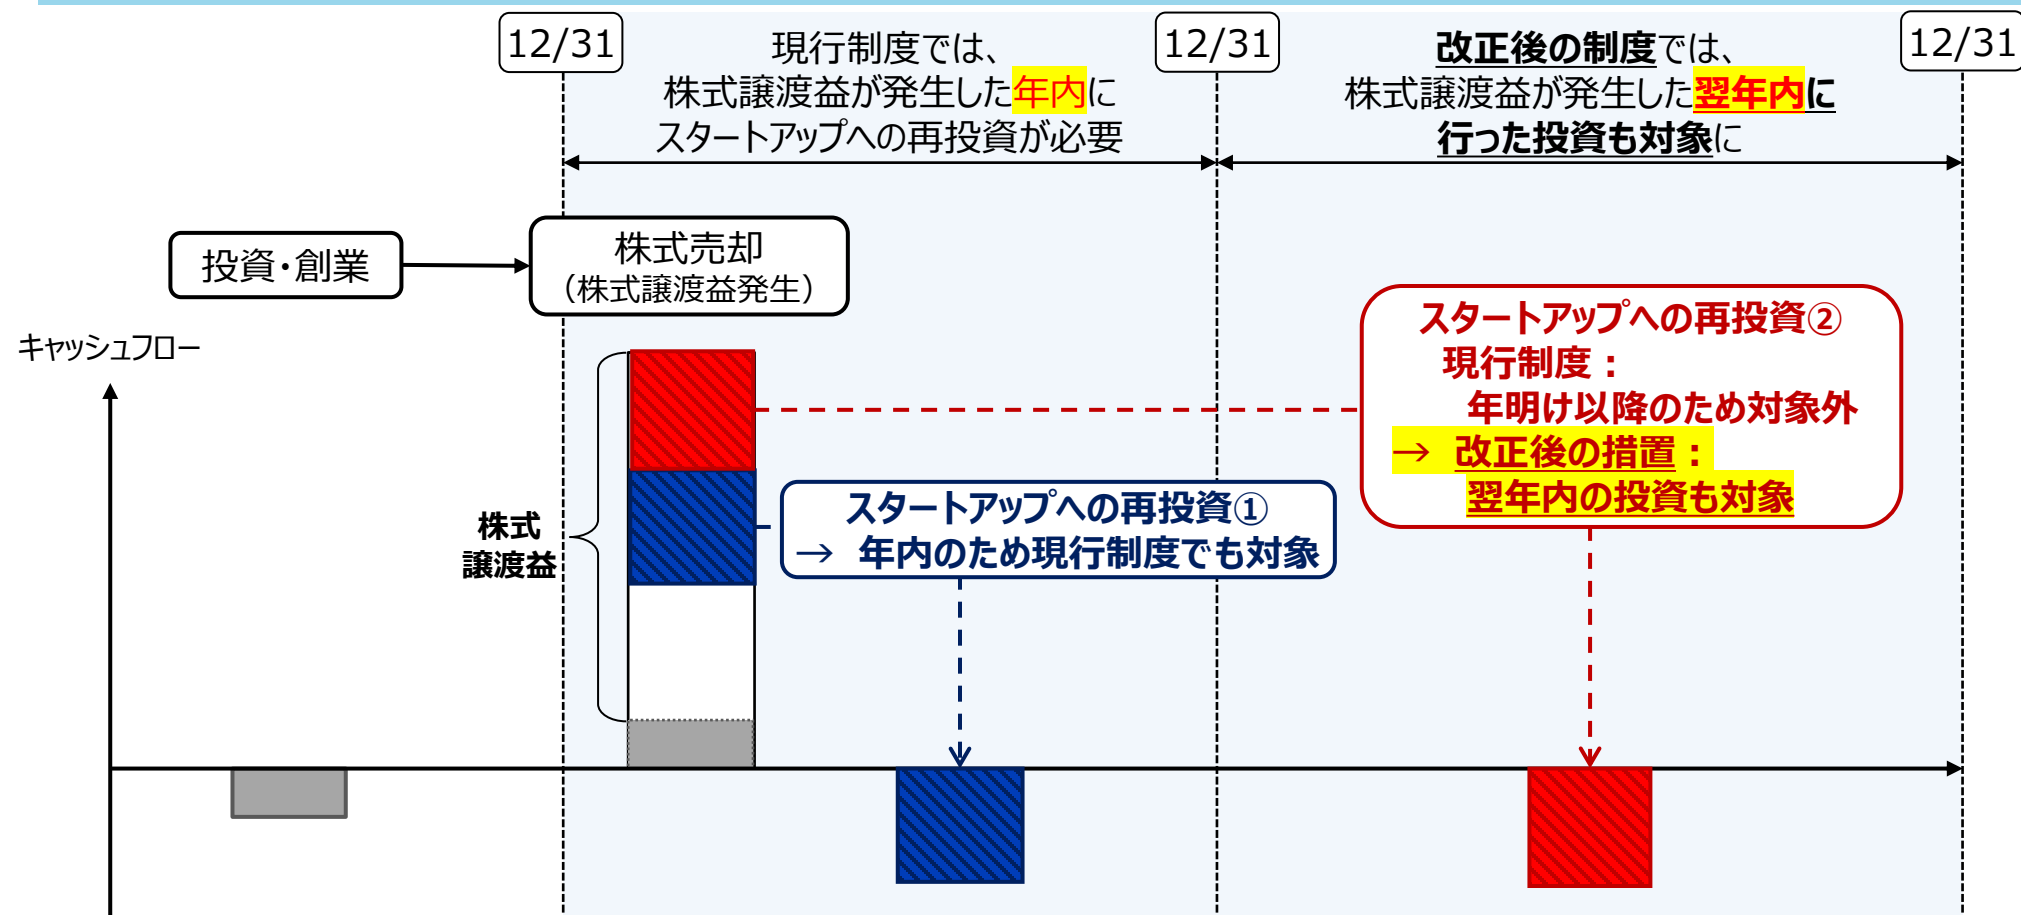 12/31
現行制度では、
株式譲渡益が発生した年内に
スタートアップへの再投資が必要
12/31
改正後の制度では、
株式譲渡益が発生した翌年内に
行った投資も対象に
12/31
投資・創業
株式売却
（株式譲渡益発生）
キャッシュフロー
スタートアップへの再投資②
現行制度：
年明け以降のため対象外
→ 改正後の措置：
翌年内の投資も対象
株式
譲渡益
スタートアップへの再投資①
→ 年内のため現行制度でも対象